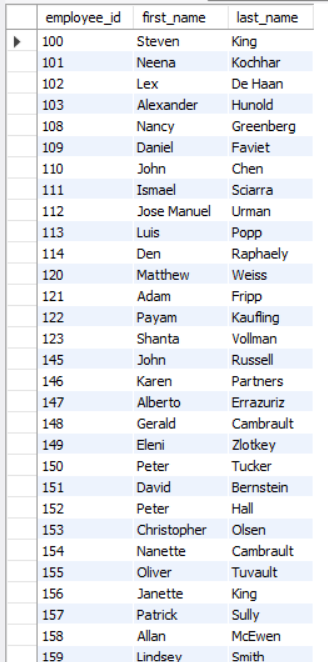 employee_id first_name last_name
100 Steven King
101 Neena Kochhar
102 Lex De Haan
103 Alexander Hunold
108 Nancy Greenberg
109 Daniel Faviet
110 John Chen
111 Ismael Sciarra
112 Jose Manuel Urman
113 Luis Popp
114 Den Raphaely
120 Matthew Weiss
121 Adam Fripp
122 Payam Kaufling
123 Shanta Vollman
145 John Russell
146 Karen Partners
147 Alberto Errazuriz
148 Gerald Cambrault
149 Eleni Zlotkey
150 Peter Tucker
151 David Bernstein
152 Peter Hall
153 Christopher Olsen
154 Nanette Cambrault
155 Oliver Tuvault
156 Janette King
157 Patrick Sully
158 Allan McEwen
159 Lindsey Smith